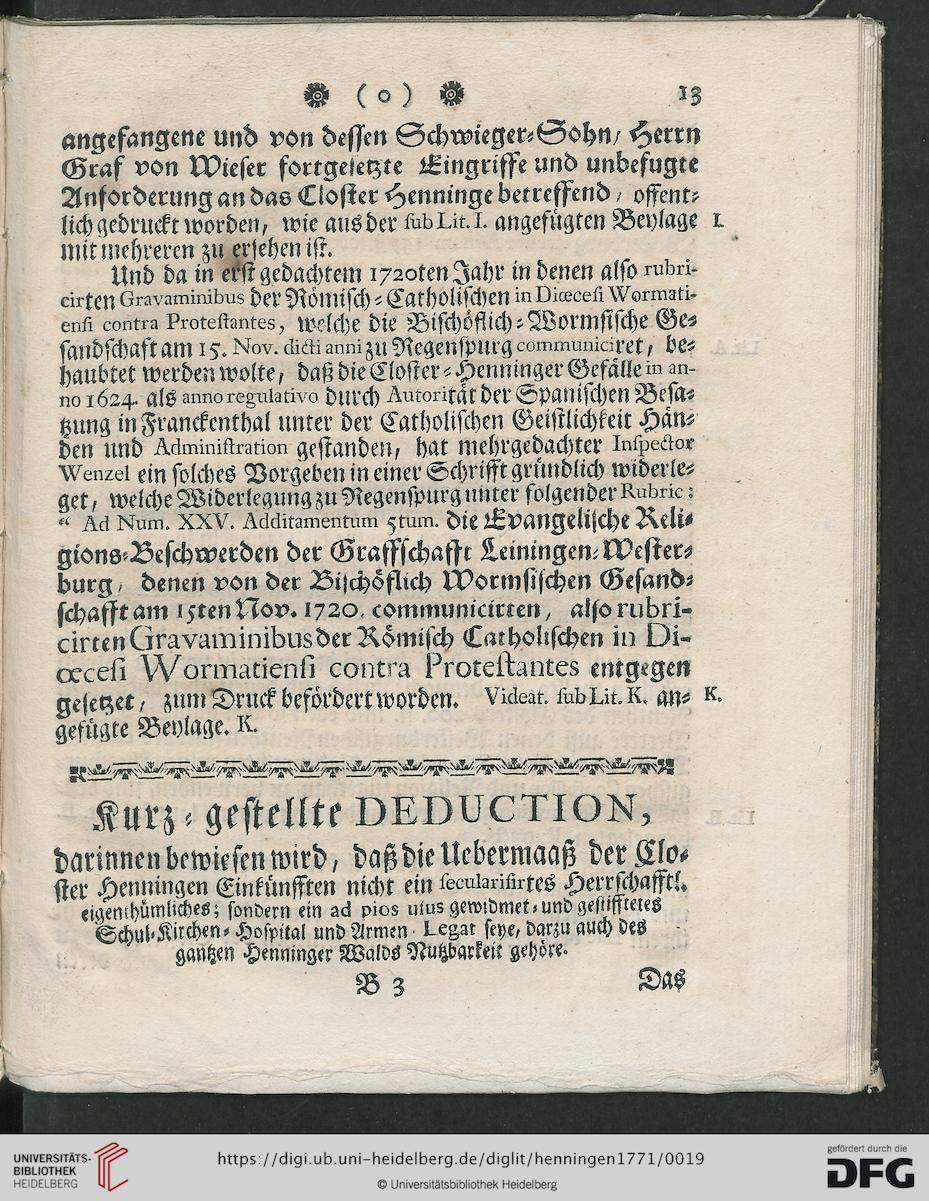 ( o ) 13
angefangene und von dessen Schwieger-Sohn, Herrn
Graf von Wieser fortgesetzte Eingriffe und unbefugte
Anforderung an das Closter Henninge betreffend, offent-
lich gedruckt worden, wie aus der sub Lit. I. angefügten Beylage I.
mit mehreren zu ersehen ist.
Und da in erst gedachtem 1720ten Jahr in denen also rubri-
cirten Gravaminibus der Römisch-Catholischen in Diœcesi Wormati-
ensi contra Protestantes, welche die Bischöflich-Wormsische Ge-
sandschaft am 15. Nov. dicti anni zu Regenspurg communiciret, be-
haubtet werden wolte, daß die Closter-Henninger Gefälle in an-
no 1624. als anno regulativo durch Autorität der Spanischen Besa-
tzung in Franckenthal unter der Catholischen Geistlichkeit Hän-
den und Administration gestanden, hat mehrgedachter Inspector
Wenzel ein solches Vorgeben in einer Schrifft gründlich widerle-
get, welche Widerlegung zu Regenspurg unter folgender Rubric:
“ Ad Num. XXV. Additamentum 5tum. die Evangelische Reli-
gions-Beschwerden der Graffschafft Leiningen-Wester-
burg, denen von der Bischöflich Wormsischen Gesand-
schafft am 15ten Nov. 1720. communicirten, also rubri-
cirten Gravaminibus der Römisch Catholischen in Di-
œcesi Wormatiensi contra Protestantes entgegen
gesetzet, zum Druck befördert worden. Videat. sub Lit. K. an- K.
gefügte Beylage. K.
Kurz-gestellte DEDUCTION,
darinnen bewiesen wird, daß die Uebermaaß der Clo-
ster Henningen Einkünfften nicht ein secularisirtes Herrschafftl.
eigenthümliches; sondern ein ad pios usus gewidmet-und gestifftetes
Schul-Kirchen-Hospital und Armen Legat seye, darzu auch des
gantzen Henninger Walds Nutzbarkeit gehöre.
B 3 Das
UNIVERSITÄTS-
BIBLIOTHEK
HEIDELBERG
https://digi.ub.uni-heidelberg.de/diglit/henningen1771/0019
© Universitätsbibliothek Heidelberg
gefördert durch die
DFG